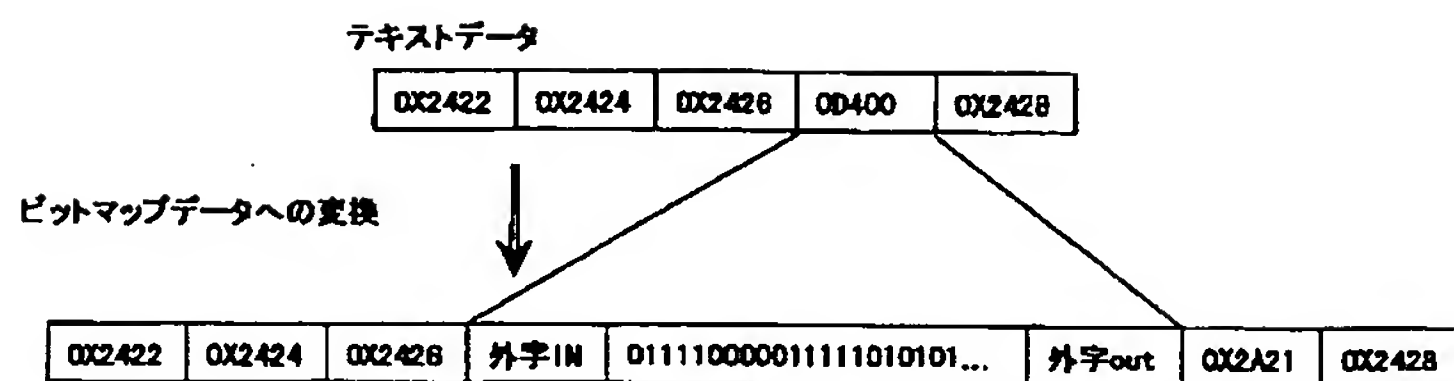 テキストデータ
0X2422 0X2424 0X2426 0D400 0X2428
ビットマップデータへの変換
0X2422 0X2424 0X2426 外字IN 0111100000111111010101... 外字out 0X2A21 0X2428